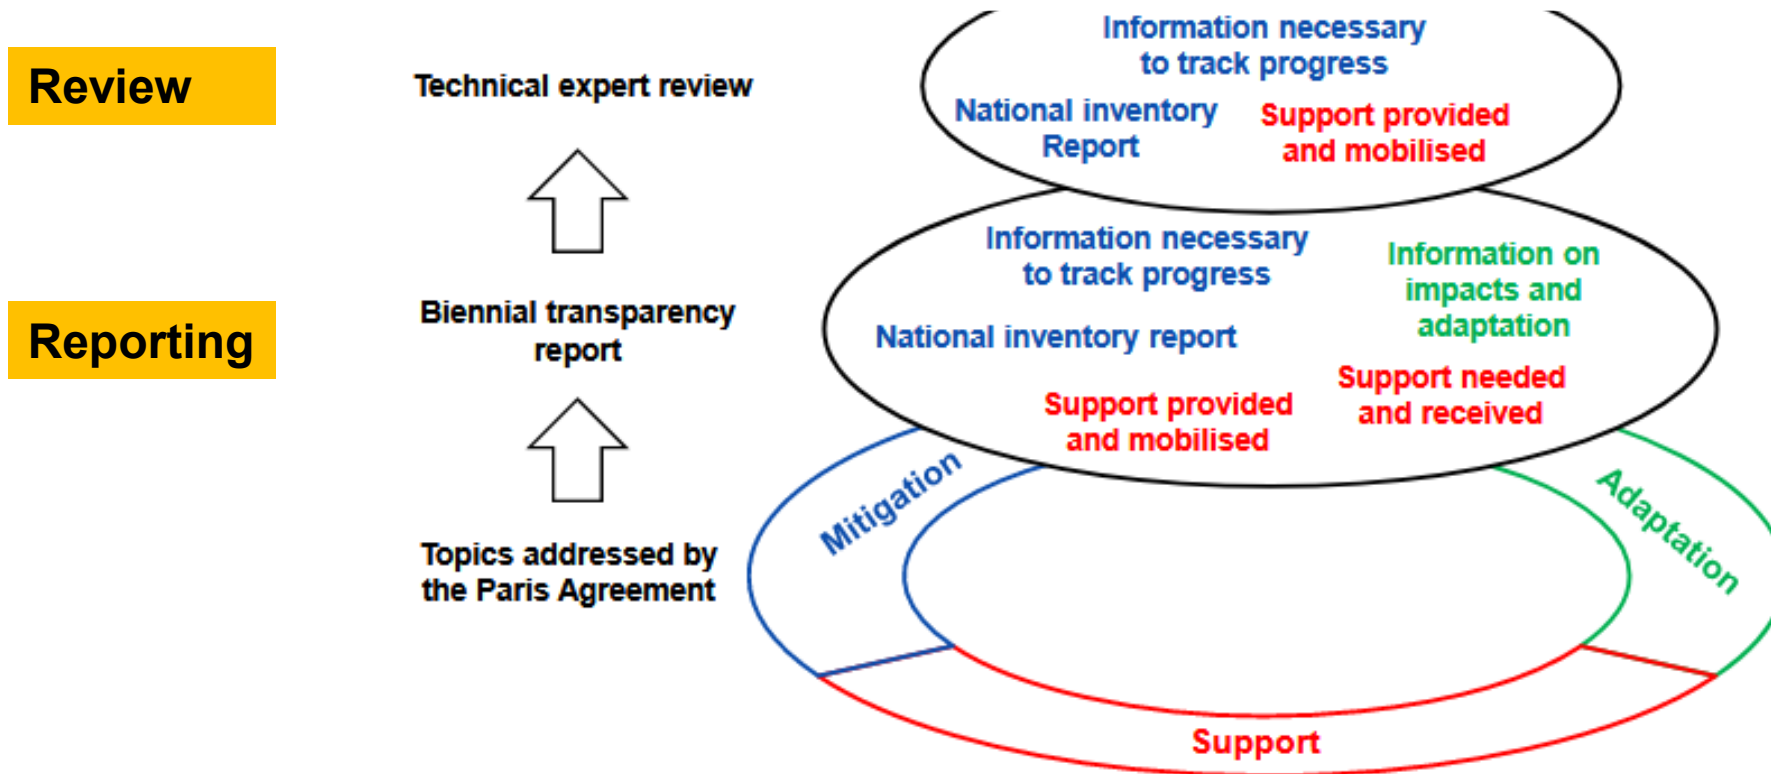 Review
Technical expert review
Information necessary
to track progress
National inventory
Report
Support provided
and mobilised
Reporting
Biennial transparency
report
Information necessary
to track progress
Information on
impacts and
adaptation
National inventory report
Support needed
and received
Support provided
and mobilised
Topics addressed by
the Paris Agreement
Mitigation
Adaptation
Support